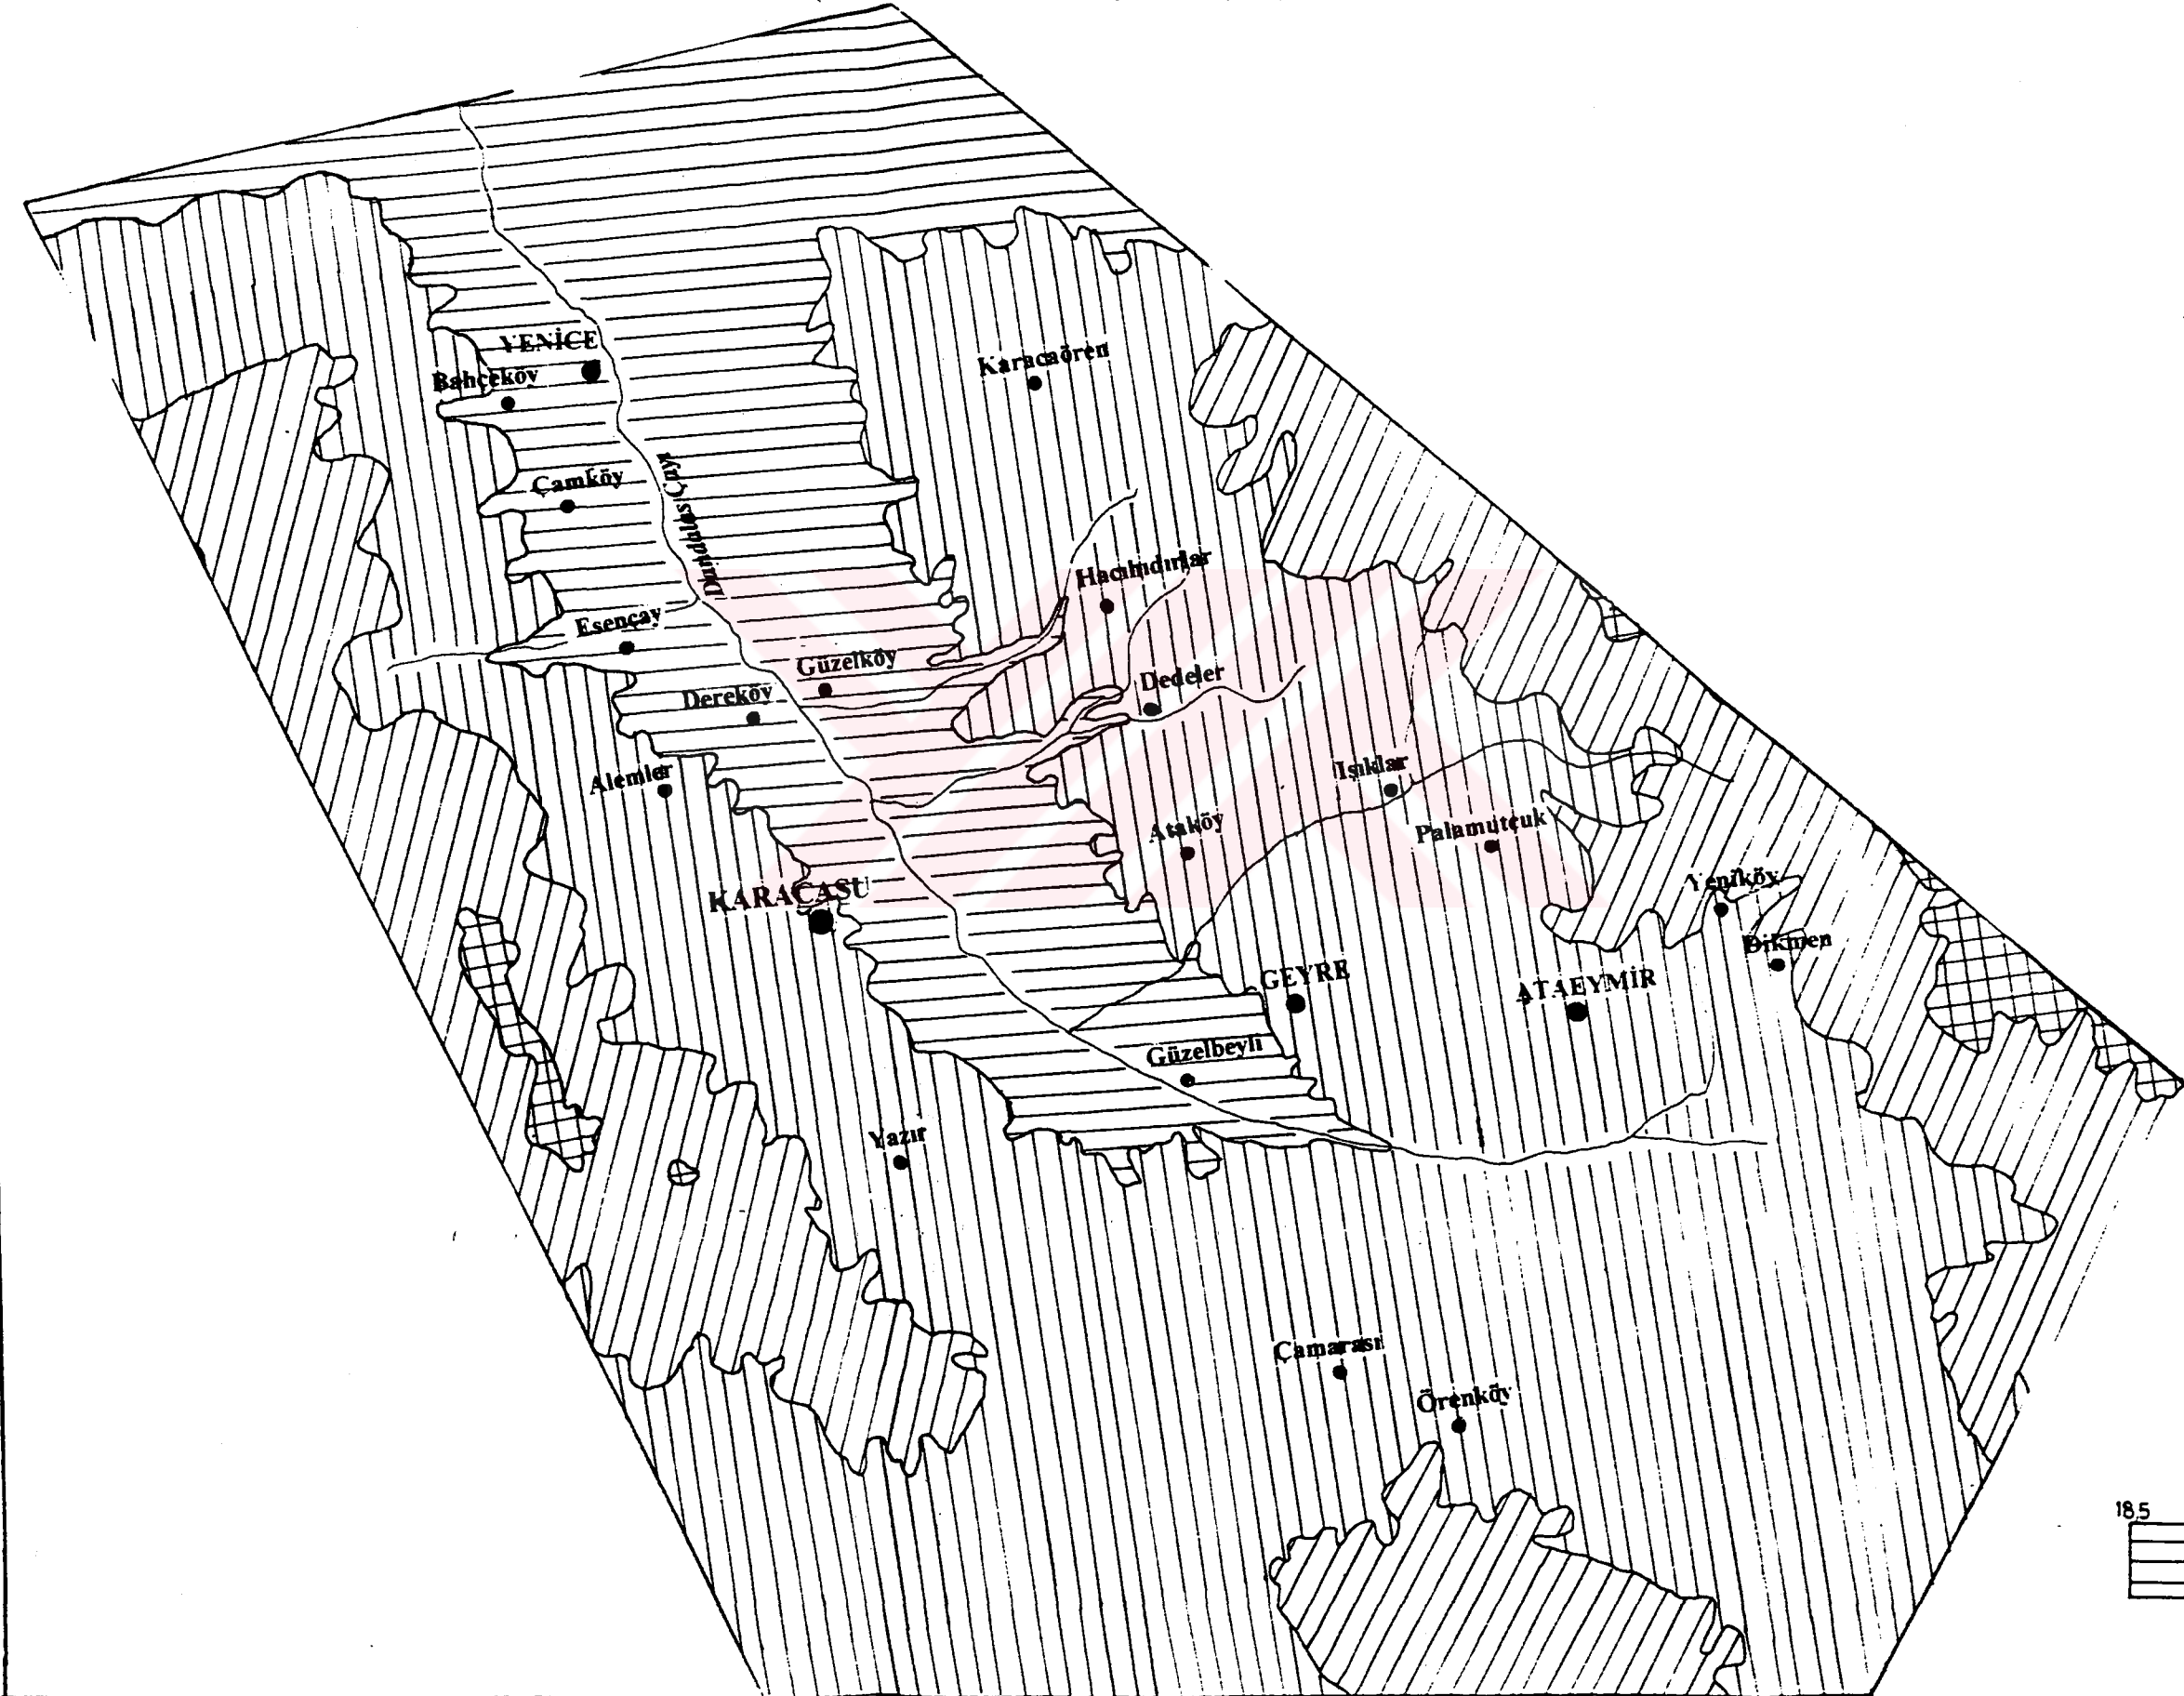 YENİCE
Bahçeköy
Karacaören
Çamköy
Dandalas Çayı
Hacıhıdırlar
Esençay
Güzelköy
Dereköy
Dedeler
Alemler
Işıklar
Ataköy
Palamutçuk
KARACASU
Yeniköy
Dikmen
GEYRE
ATAEYMİR
Güzelbeyli
Yazır
Çamarası
Örenköy
18,5